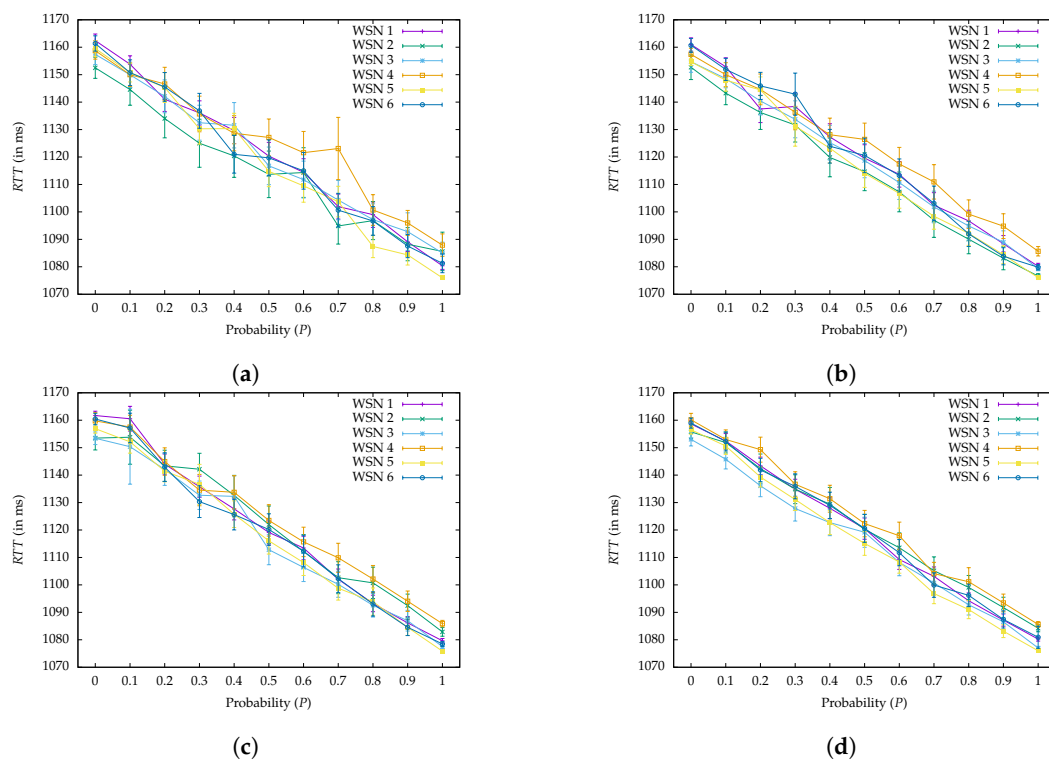 1170
1160
1150
1140
1130
1120
1110
1100
1090
1080
1070
RTT (in ms)
0 0.1 0.2 0.3 0.4 0.5 0.6 0.7 0.8 0.9 1
Probability (P)
WSN 1
WSN 2
WSN 3
WSN 4
WSN 5
WSN 6
(a)
1170
1160
1150
1140
1130
1120
1110
1100
1090
1080
1070
RTT (in ms)
0 0.1 0.2 0.3 0.4 0.5 0.6 0.7 0.8 0.9 1
Probability (P)
WSN 1
WSN 2
WSN 3
WSN 4
WSN 5
WSN 6
(b)
1170
1160
1150
1140
1130
1120
1110
1100
1090
1080
1070
RTT (in ms)
0 0.1 0.2 0.3 0.4 0.5 0.6 0.7 0.8 0.9 1
Probability (P)
WSN 1
WSN 2
WSN 3
WSN 4
WSN 5
WSN 6
(c)
1170
1160
1150
1140
1130
1120
1110
1100
1090
1080
1070
RTT (in ms)
0 0.1 0.2 0.3 0.4 0.5 0.6 0.7 0.8 0.9 1
Probability (P)
WSN 1
WSN 2
WSN 3
WSN 4
WSN 5
WSN 6
(d)